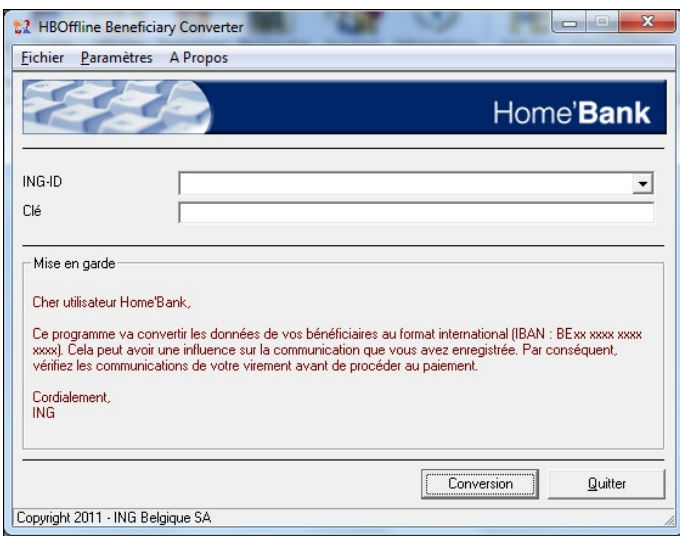 HBOffline Beneficiary Converter
Fichier Paramètres A Propos
Home'Bank
ING-ID
Clé
Mise en garde
Cher utilisateur Home'Bank,
Ce programme va convertir les données de vos bénéficiaires au format international (IBAN : BExx xxxx xxxx
xxxx). Cela peut avoir une influence sur la communication que vous avez enregistrée. Par conséquent,
vérifiez les communications de votre virement avant de procéder au paiement.
Cordialement,
ING
Conversion Quitter
Copyright 2011 - ING Belgique SA